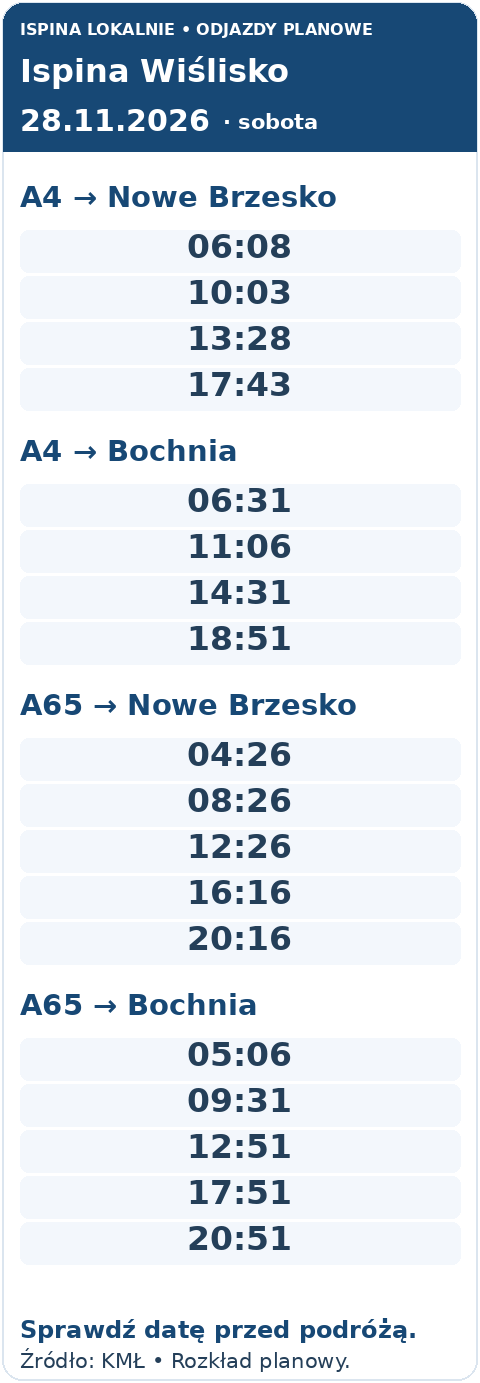 ISPINA LOKALNIE • ODJAZDY PLANOWE
Ispina Wiślisko
28.11.2026 · sobota
A4 → Nowe Brzesko
06:08
10:03
13:28
17:43
A4 → Bochnia
06:31
11:06
14:31
18:51
A65 → Nowe Brzesko
04:26
08:26
12:26
16:16
20:16
A65 → Bochnia
05:06
09:31
12:51
17:51
20:51
Sprawdź datę przed podróżą.
Źródło: KMŁ • Rozkład planowy.